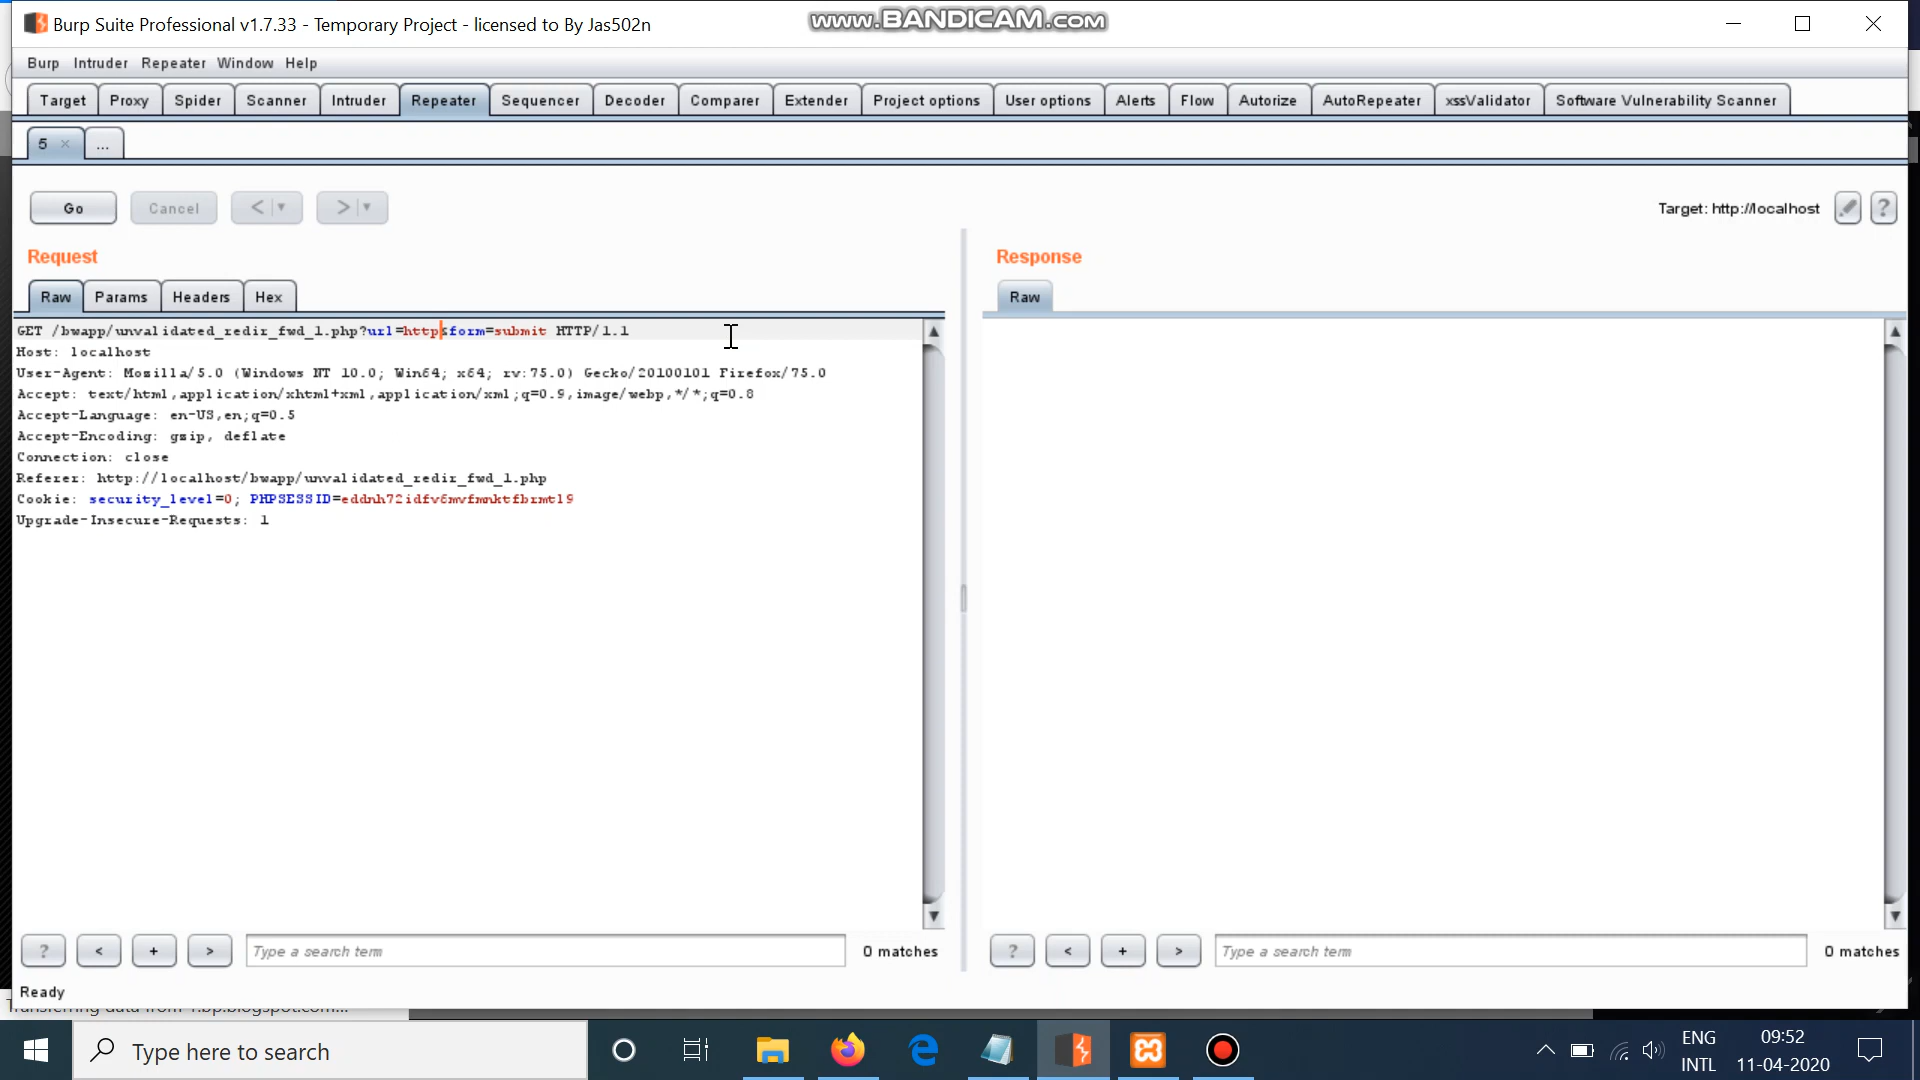 Burp Suite Professional v1.7.33 - Temporary Project - licensed to By Jas502n
www.BANDICAM.com
Burp Intruder Repeater Window Help
Target Proxy Spider Scanner Intruder Repeater Sequencer Decoder Comparer Extender Project options User options Alerts Flow Autorize AutoRepeater xssValidator Software Vulnerability Scanner
5 × ...
Go Cancel < > Target: http://localhost ?
Request
Response
Raw Params Headers Hex
Raw
GET /bwapp/unvalidated_redir_fwd_1.php?url=http&form=submit HTTP/1.1
Host: localhost
User-Agent: Mozilla/5.0 (Windows NT 10.0; Win64; x64; rv:75.0) Gecko/20100101 Firefox/75.0
Accept: text/html,application/xhtml+xml,application/xml;q=0.9,image/webp,*/*;q=0.8
Accept-Language: en-US,en;q=0.5
Accept-Encoding: gzip, deflate
Connection: close
Referer: http://localhost/bwapp/unvalidated_redir_fwd_1.php
Cookie: security_level=0; PHPSESSID=eddnh72idfv6mvfmnktfbrmtl9
Upgrade-Insecure-Requests: 1
? < + > Type a search term 0 matches
? < + > Type a search term 0 matches
Ready
Type here to search
ENG
INTL
09:52
11-04-2020